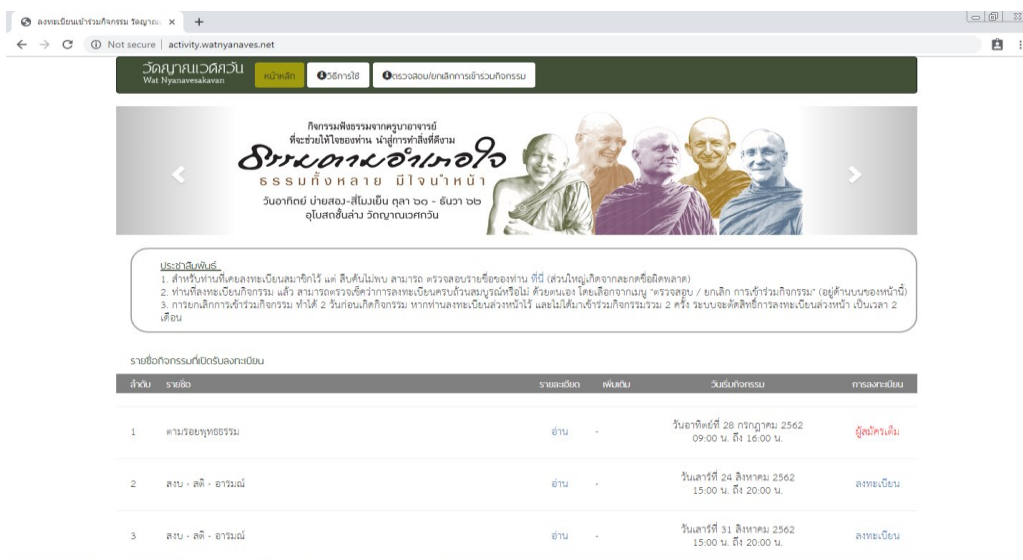 ลงทะเบียนเข้าร่วมกิจกรรม วัดญาณ
Not secure | activity.watnyanaves.net
วัดญาณเวศกวัน
Wat Nyanavesakavan
หน้าหลัก
วิธีการใช้
ตรวจสอบ/ยกเลิกการเข้าร่วมกิจกรรม
กิจกรรมฟังธรรมจากครูบาอาจารย์
ที่จะช่วยให้ใจของท่าน นำสู่การทำสิ่งที่ดีงาม
ธรรมตามอำเภอใจ
ธรรมทั้งหลาย มีใจนำหน้า
วันอาทิตย์ บ่ายสอง-สี่โมงเย็น ตุลา ๖๑ - ธันวา ๖๒
อุโบสถชั้นล่าง วัดญาณเวศกวัน
ประชาสัมพันธ์
1. สำหรับท่านที่เคยลงทะเบียนสมาชิกไว้ แต่ สืบค้นไม่พบ สามารถ ตรวจสอบรายชื่อของท่าน ที่นี่ (ส่วนใหญ่เกิดจากสะกดชื่อผิดพลาด)
2. ท่านที่ลงทะเบียนกิจกรรม แล้ว สามารถตรวจเช็คว่าการลงทะเบียนครบถ้วนสมบูรณ์หรือไม่ ด้วยตนเอง โดยเลือกจากเมนู "ตรวจสอบ / ยกเลิก การเข้าร่วมกิจกรรม" (อยู่ด้านบนของหน้านี้)
3. การยกเลิกการเข้าร่วมกิจกรรม ทำได้ 2 วันก่อนเกิดกิจกรรม หากท่านลงทะเบียนล่วงหน้าไว้ และไม่ได้มาเข้าร่วมกิจกรรมรวม 2 ครั้ง ระบบจะตัดสิทธิ์การลงทะเบียนล่วงหน้า เป็นเวลา 2
เดือน
รายชื่อกิจกรรมที่เปิดรับลงทะเบียน
ลำดับ รายชื่อ รายละเอียด เพิ่มเติม วันเริ่มกิจกรรม การลงทะเบียน
1 ตามรอยพุทธธรรม อ่าน - วันอาทิตย์ที่ 28 กรกฎาคม 2562 ผู้สมัครเต็ม
09:00 น. ถึง 16:00 น.
2 สงบ - สติ - อารมณ์ อ่าน - วันเสาร์ที่ 24 สิงหาคม 2562 ลงทะเบียน
15:00 น. ถึง 20:00 น.
3 สงบ - สติ - อารมณ์ อ่าน - วันเสาร์ที่ 31 สิงหาคม 2562 ลงทะเบียน
15:00 น. ถึง 20:00 น.